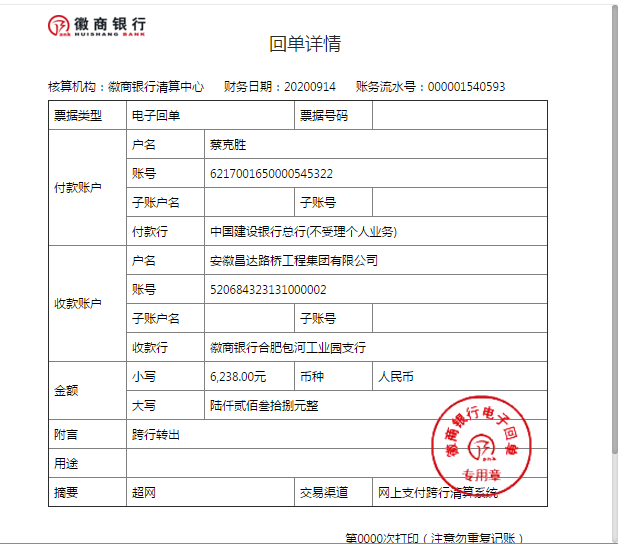 徽商银行
HUISHANG BANK
回单详情
核算机构：徽商银行清算中心 财务日期：20200914 账务流水号：000001540593
票据类型 电子回单 票据号码
付款账户
户名 蔡克胜
账号 6217001650000545322
子账户名 子账号
付款行 中国建设银行总行(不受理个人业务)
收款账户
户名 安徽昌达路桥工程集团有限公司
账号 520684323131000002
子账户名 子账号
收款行 徽商银行合肥包河工业园支行
金额
小写 6,238.00元 币种 人民币
大写 陆仟贰佰叁拾捌元整
附言 跨行转出
用途
摘要 超网 交易渠道 网上支付跨行清算系统
徽商银行电子回单
专用章
第0000次打印（注意勿重复记账）